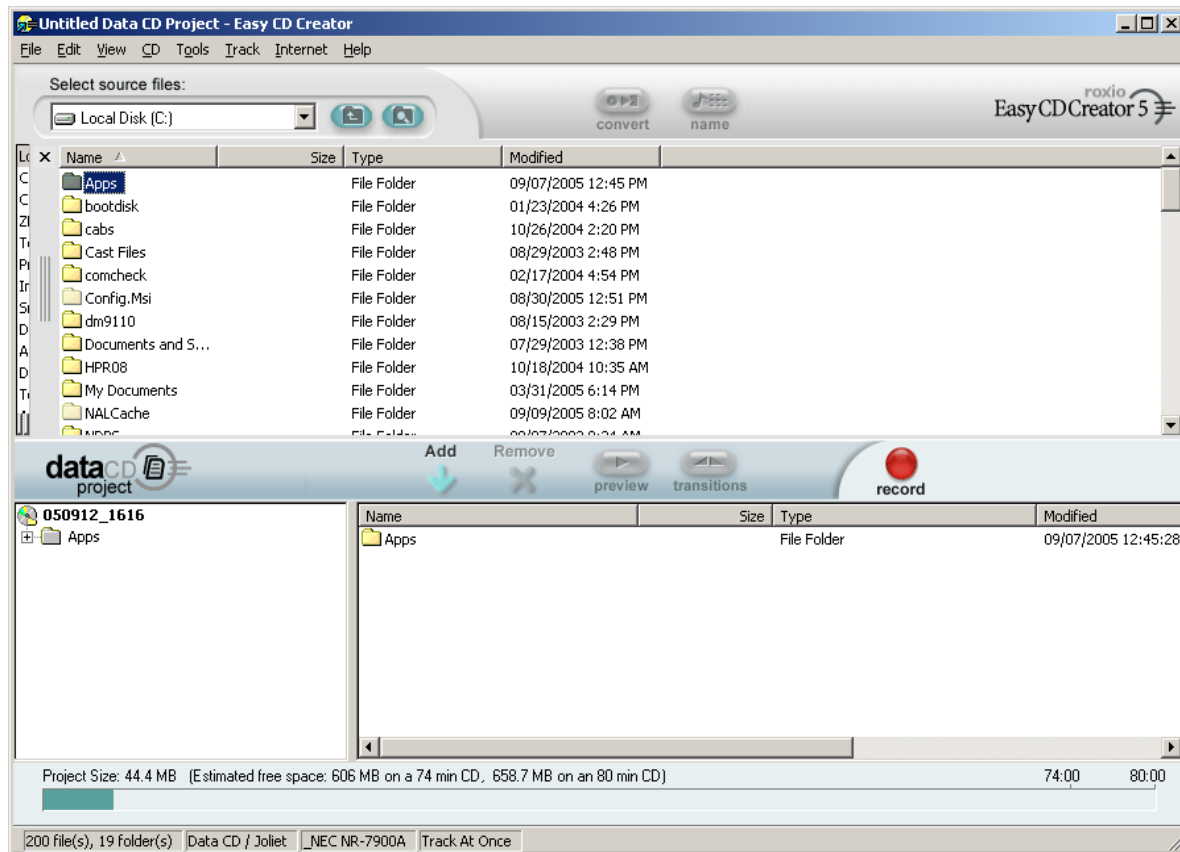 Untitled Data CD Project - Easy CD Creator
File Edit View CD Tools Track Internet Help
Select source files:
Local Disk (C:)
convert name
roxio
Easy CD Creator 5
Name Size Type Modified
Apps File Folder 09/07/2005 12:45 PM
bootdisk File Folder 01/23/2004 4:26 PM
cabs File Folder 10/26/2004 2:20 PM
Cast Files File Folder 08/29/2003 2:48 PM
comcheck File Folder 02/17/2004 4:54 PM
Config.Msi File Folder 08/30/2005 12:51 PM
dm9110 File Folder 08/15/2003 2:29 PM
Documents and S... File Folder 07/29/2003 12:38 PM
HPR08 File Folder 10/18/2004 10:35 AM
My Documents File Folder 03/31/2005 6:14 PM
NALCache File Folder 09/09/2005 8:02 AM
data CD project
Add Remove preview transitions record
050912_1616
Apps
Name Size Type Modified
Apps File Folder 09/07/2005 12:45:28
Project Size: 44.4 MB (Estimated free space: 606 MB on a 74 min CD, 658.7 MB on an 80 min CD) 74:00 80:00
200 file(s), 19 folder(s) Data CD / Joliet _NEC NR-7900A Track At Once